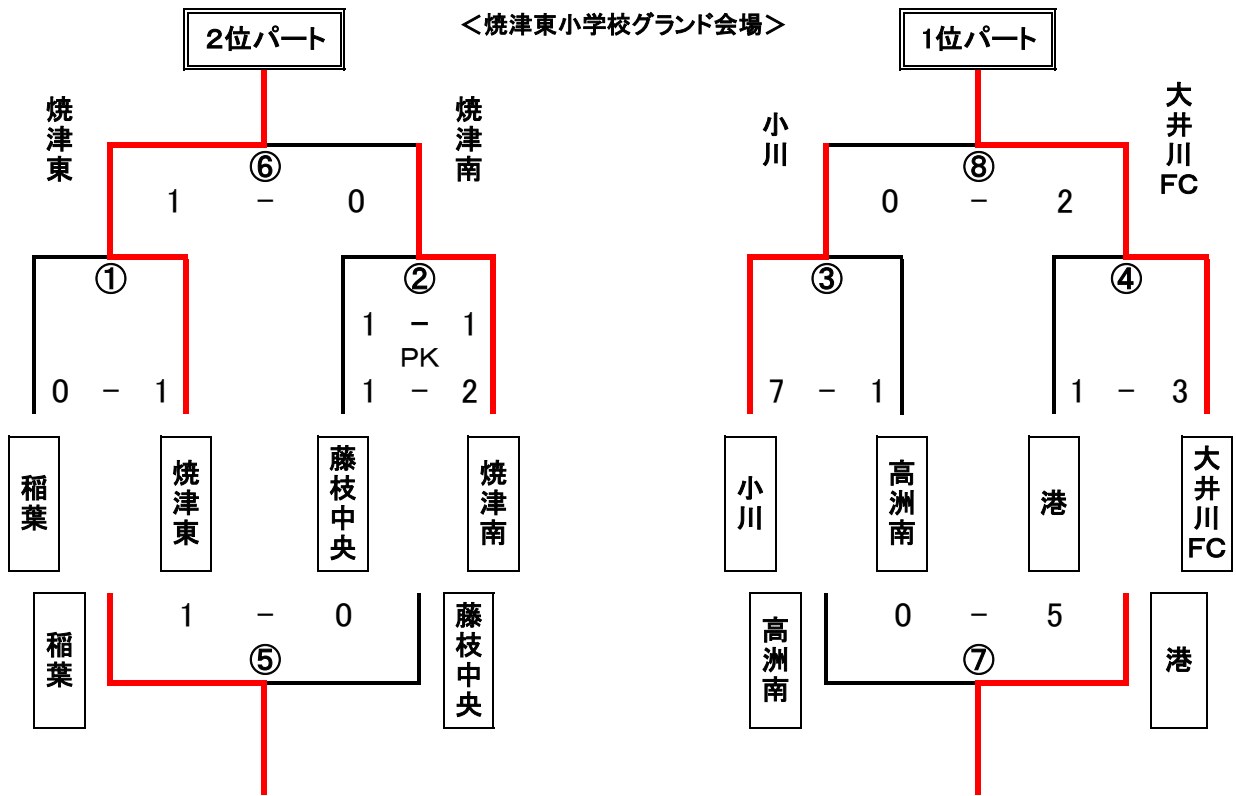 ＜焼津東小学校グランド会場＞
２位パート
焼津東
焼津南
⑥
1 － 0
①
0 － 1
②
1 － 1
PK
1 － 2
稲葉
焼津東
藤枝中央
焼津南
稲葉
1 － 0
⑤
藤枝中央
1位パート
小川
大井川FC
⑧
0 － 2
③
7 － 1
④
1 － 3
小川
高洲南
港
大井川FC
高洲南
0 － 5
⑦
港